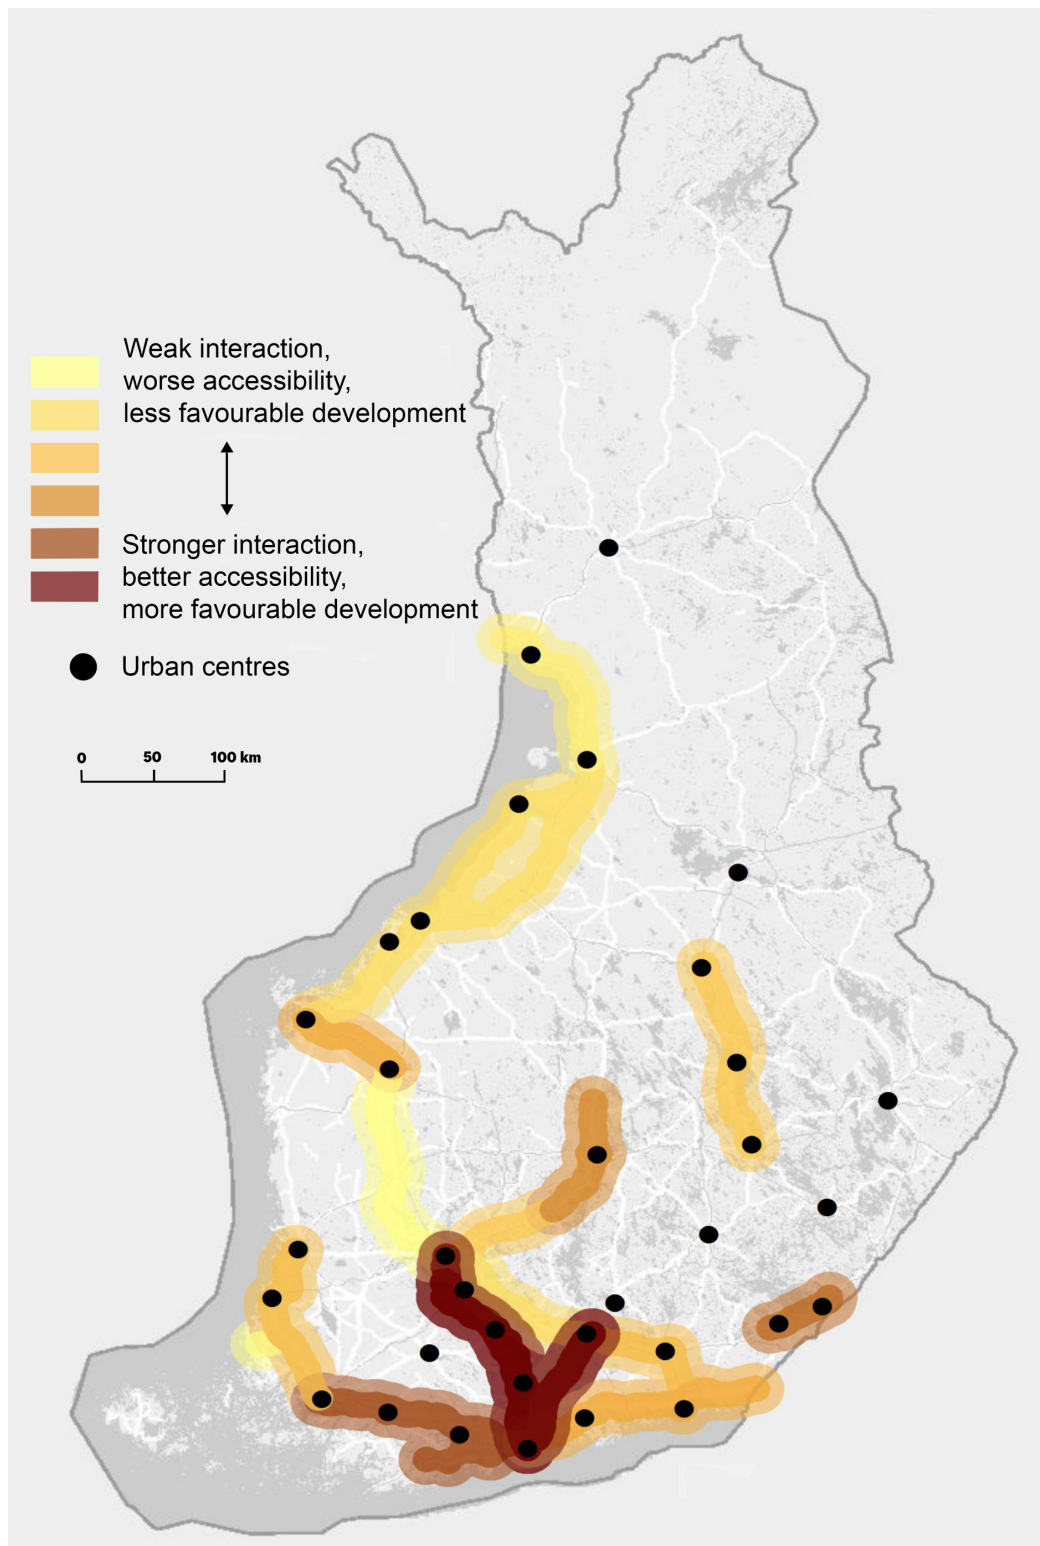 Weak interaction,
worse accessibility,
less favourable development
Stronger interaction,
better accessibility,
more favourable development
Urban centres
0 50 100 km